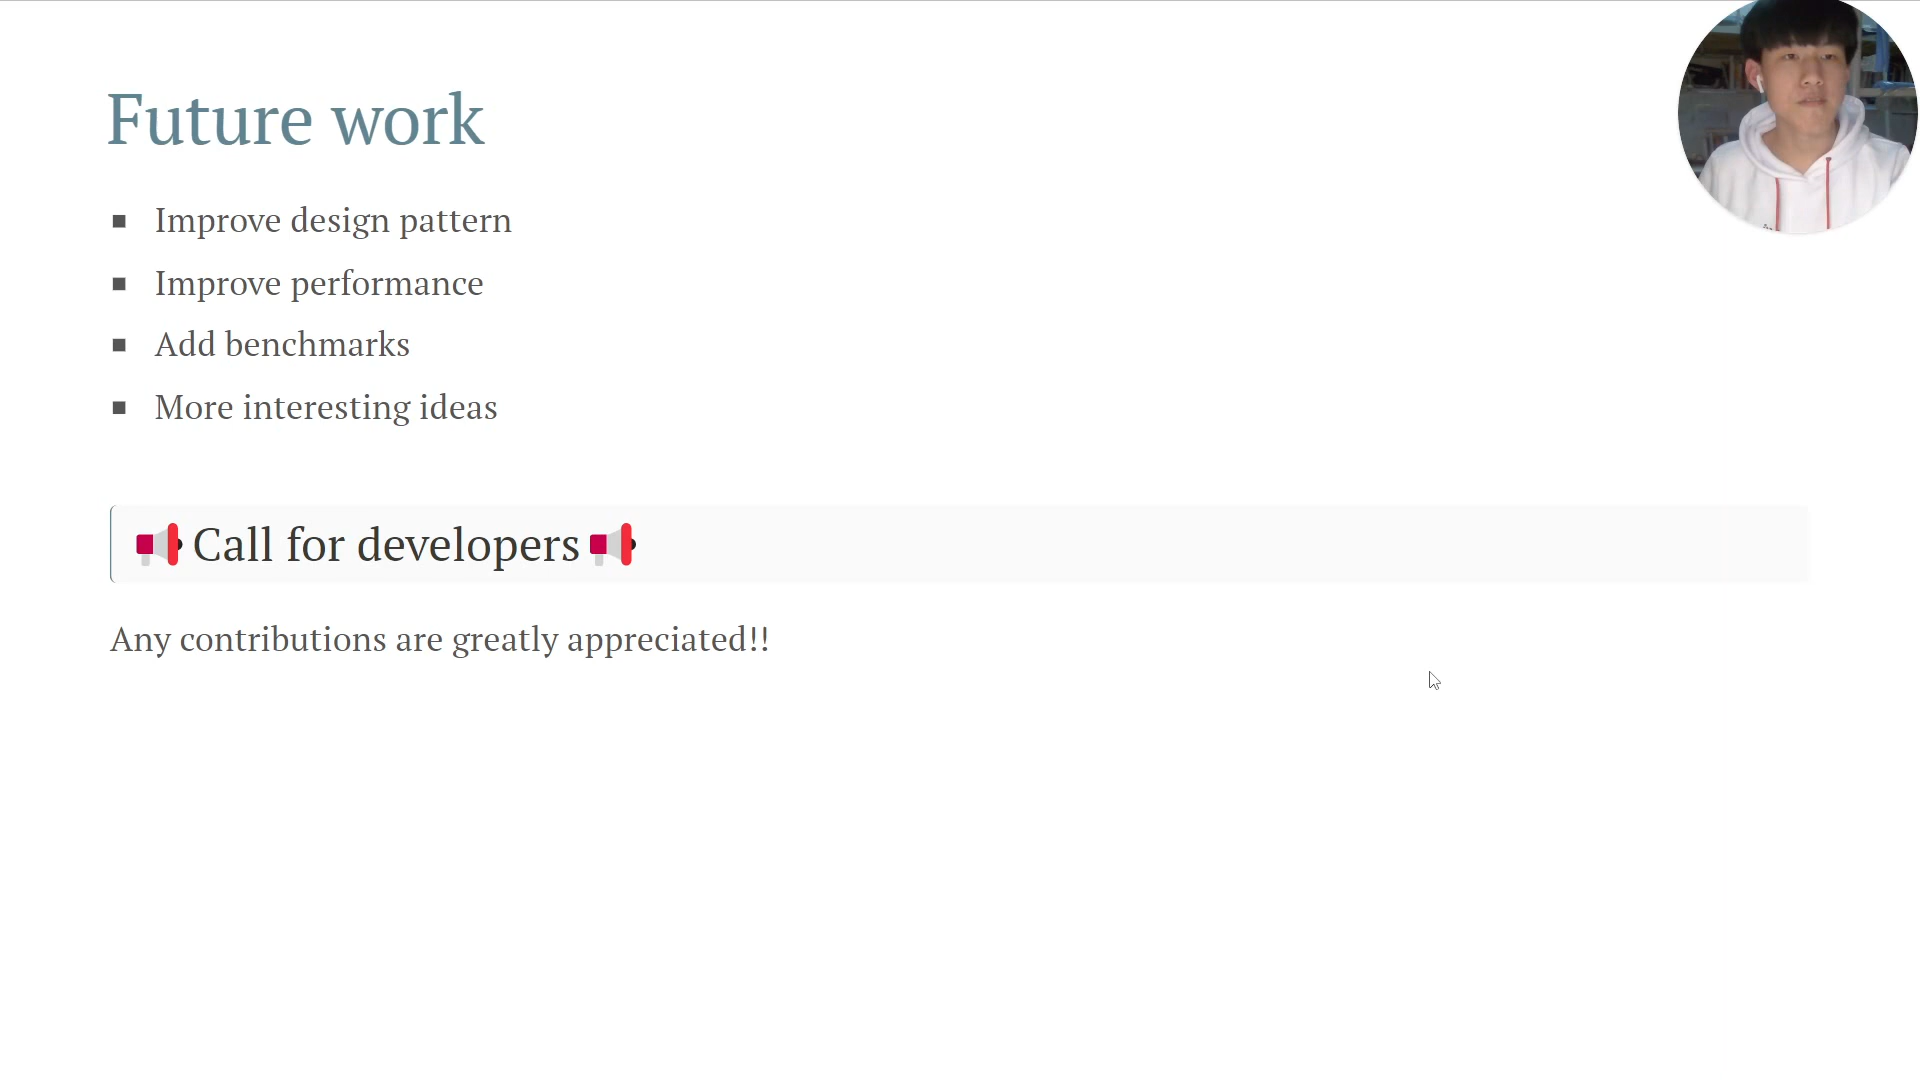 Future work
Improve design pattern
Improve performance
Add benchmarks
More interesting ideas
📢 Call for developers 📢
Any contributions are greatly appreciated!!